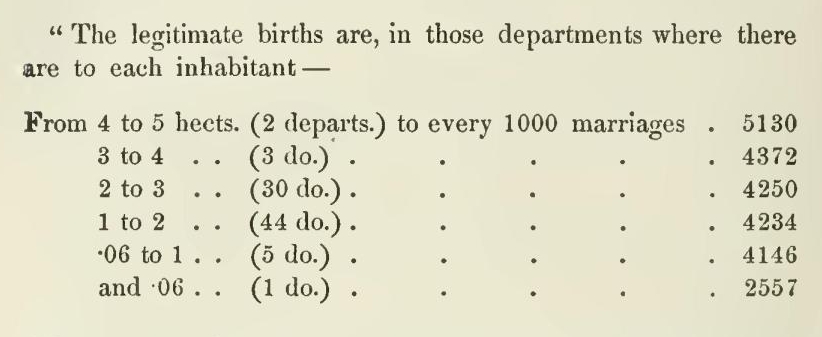 “ The legitimate births are, in those departments where there
are to each inhabitant —
From 4 to 5 hects. (2 departs.) to every 1000 marriages . 5130
3 to 4 . . (3 do.) . . . . . 4372
2 to 3 . . (30 do.) . . . . . 4250
1 to 2 . . (44 do.) . . . . . 4234
·06 to 1 . . (5 do.) . . . . . 4146
and ·06 . . (1 do.) . . . . . 2557